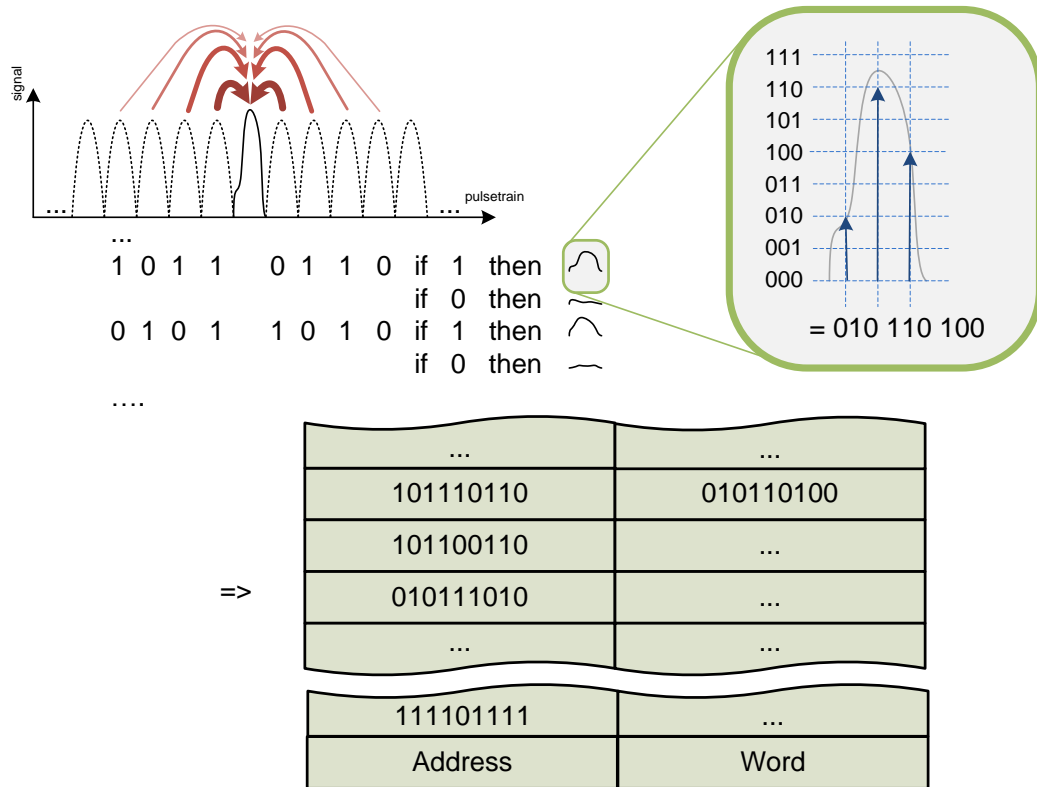 signal
... ... pulsetrain
...
1 0 1 1 0 1 1 0 if 1 then
if 0 then
0 1 0 1 1 0 1 0 if 1 then
if 0 then
....
111
110
101
100
011
010
001
000
= 010 110 100
=>
... ...
101110110 010110100
101100110 ...
010111010 ...
... ...
111101111 ...
Address Word